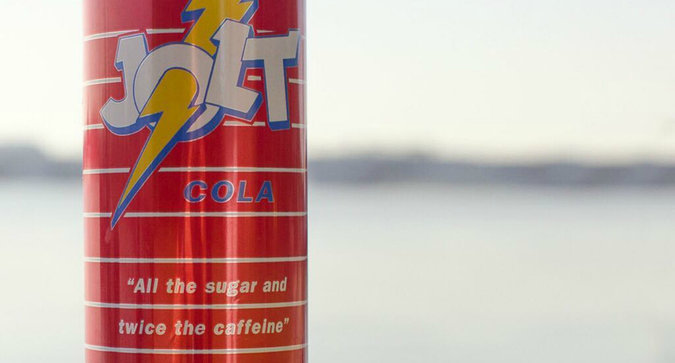 JOLT
COLA
"All the sugar and
twice the caffeine"